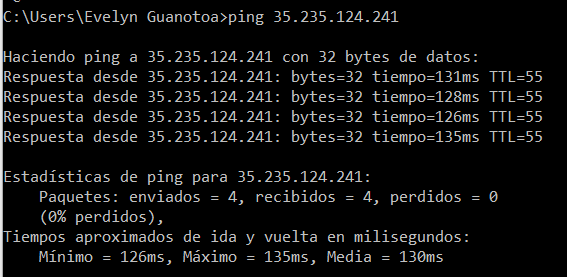 C:\Users\Evelyn Guanotoa>ping 35.235.124.241
Haciendo ping a 35.235.124.241 con 32 bytes de datos:
Respuesta desde 35.235.124.241: bytes=32 tiempo=131ms TTL=55
Respuesta desde 35.235.124.241: bytes=32 tiempo=128ms TTL=55
Respuesta desde 35.235.124.241: bytes=32 tiempo=126ms TTL=55
Respuesta desde 35.235.124.241: bytes=32 tiempo=135ms TTL=55
Estadísticas de ping para 35.235.124.241:
Paquetes: enviados = 4, recibidos = 4, perdidos = 0
(0% perdidos),
Tiempos aproximados de ida y vuelta en milisegundos:
Mínimo = 126ms, Máximo = 135ms, Media = 130ms